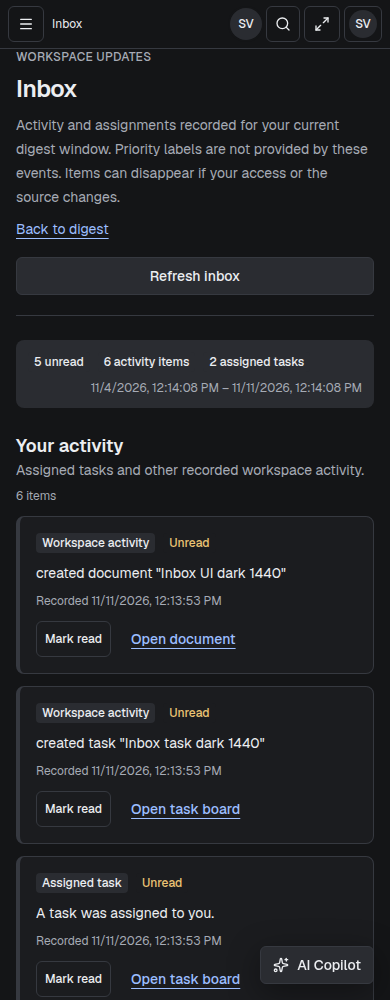 Inbox
SV
SV
WORKSPACE UPDATES
Inbox
Activity and assignments recorded for your current
digest window. Priority labels are not provided by these
events. Items can disappear if your access or the
source changes.
Back to digest
Refresh inbox
5 unread 6 activity items 2 assigned tasks
11/4/2026, 12:14:08 PM – 11/11/2026, 12:14:08 PM
Your activity
Assigned tasks and other recorded workspace activity.
6 items
Workspace activity Unread
created document "Inbox UI dark 1440"
Recorded 11/11/2026, 12:13:53 PM
Mark read Open document
Workspace activity Unread
created task "Inbox task dark 1440"
Recorded 11/11/2026, 12:13:53 PM
Mark read Open task board
Assigned task Unread
A task was assigned to you.
Recorded 11/11/2026, 12:13:53 PM
Mark read Open task board
AI Copilot